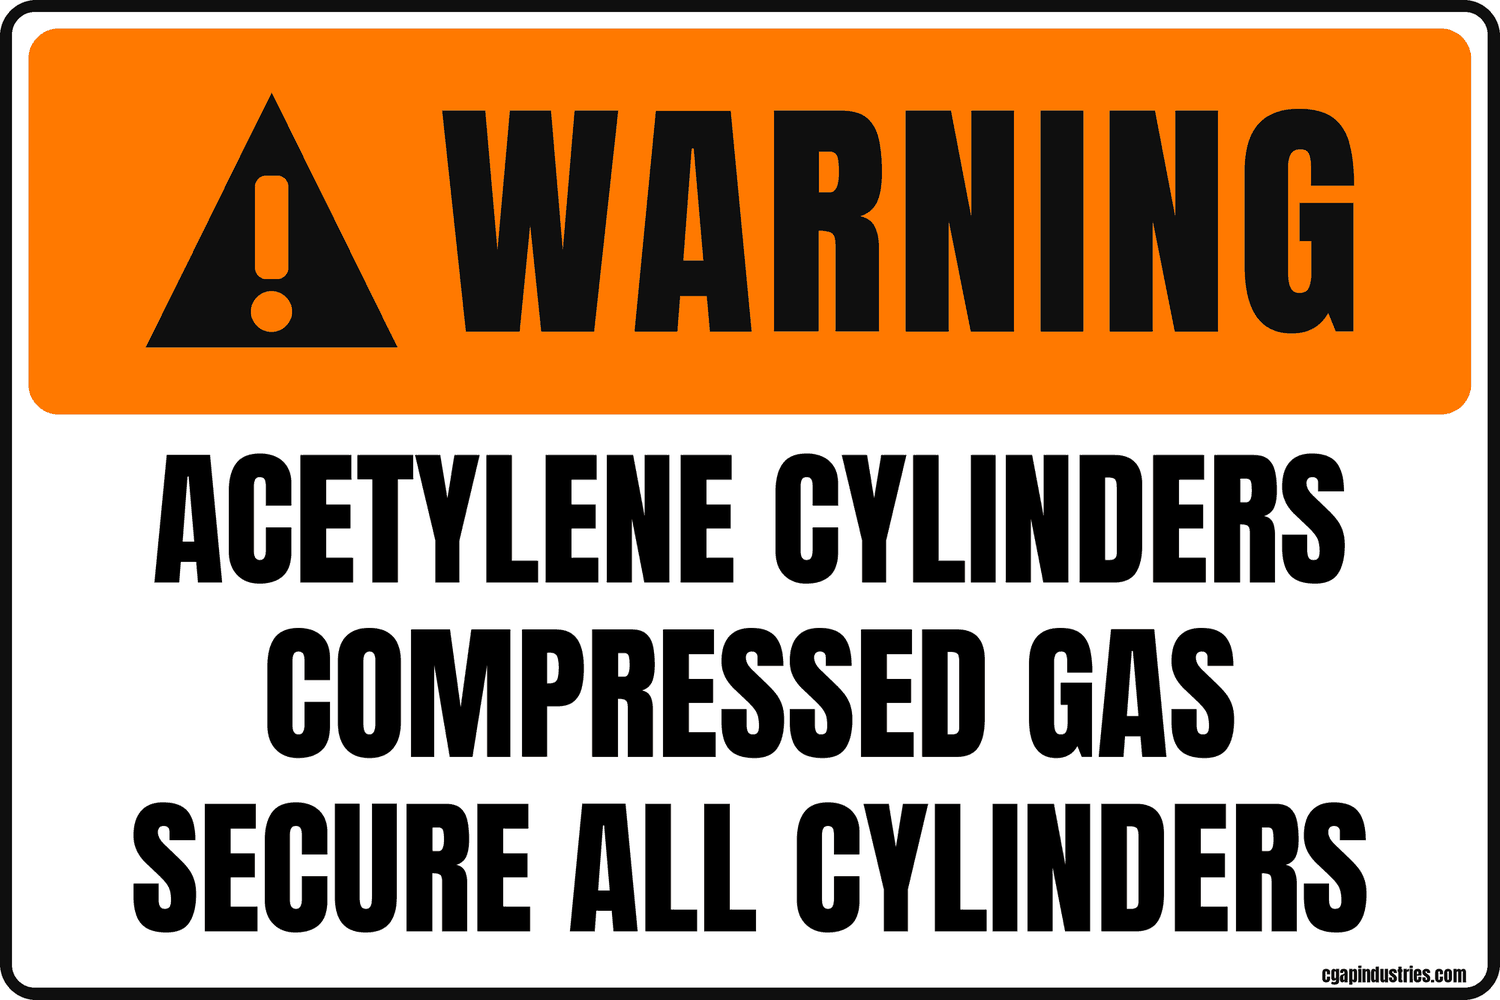 WARNING
ACETYLENE CYLINDERS
COMPRESSED GAS
SECURE ALL CYLINDERS
cgapindustries.com